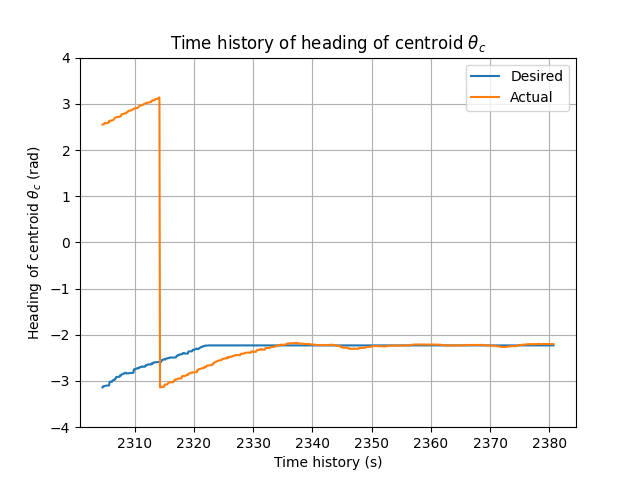 Time history of heading of centroid θc
4
3
2
1
0
−1
−2
−3
−4
Heading of centroid θc (rad)
Desired
Actual
2310 2320 2330 2340 2350 2360 2370 2380
Time history (s)